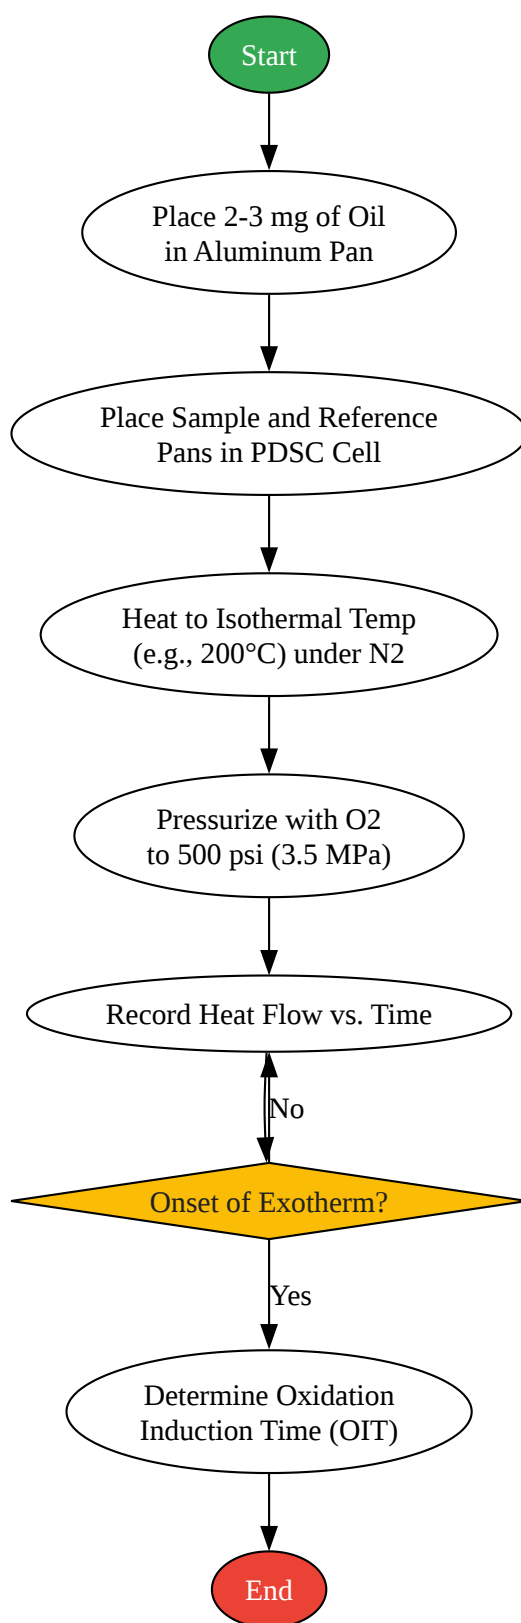 Start
Place 2-3 mg of Oil
in Aluminum Pan
Place Sample and Reference
Pans in PDSC Cell
Heat to Isothermal Temp
(e.g., 200°C) under N2
Pressurize with O2
to 500 psi (3.5 MPa)
Record Heat Flow vs. Time
No
Onset of Exotherm?
Yes
Determine Oxidation
Induction Time (OIT)
End